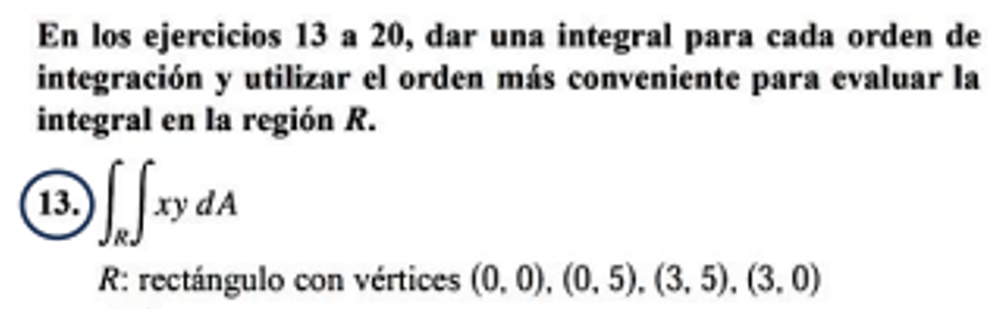 En los ejercicios 13 a 20, dar una integral para cada orden de
integración y utilizar el orden más conveniente para evaluar la
integral en la región R.
13. ∫∫R xy dA
R: rectángulo con vértices (0, 0), (0, 5), (3, 5), (3, 0)